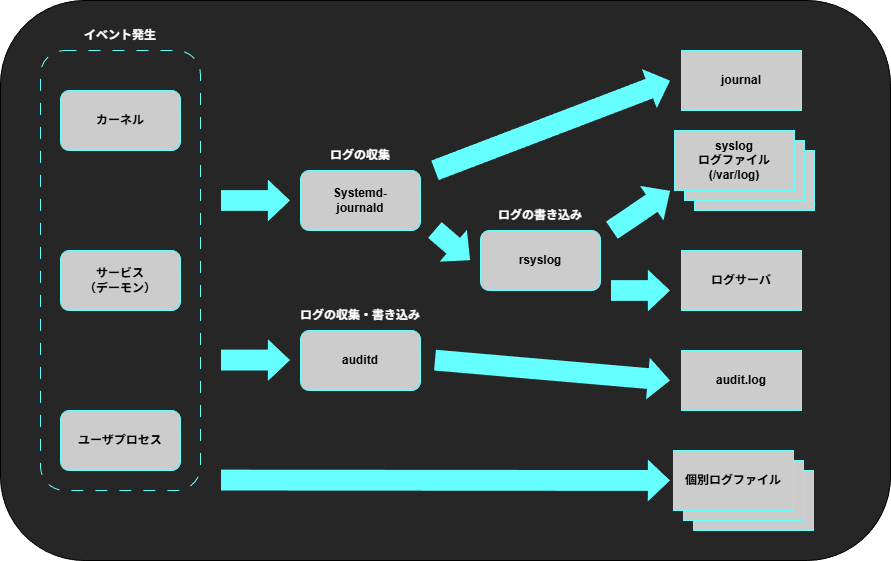 イベント発生
カーネル
サービス
（デーモン）
ユーザプロセス
ログの収集
Systemd-
journald
ログの書き込み
rsyslog
ログの収集・書き込み
auditd
journal
syslog
ログファイル
(/var/log)
ログサーバ
audit.log
個別ログファイル